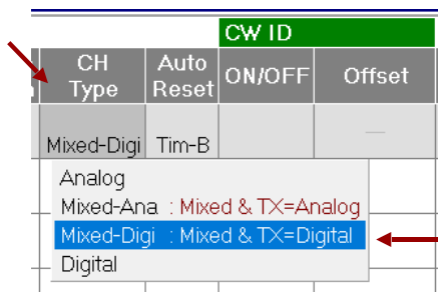 CW ID
CH Type
Auto Reset
ON/OFF
Offset
Mixed-Digi
Tim-B
Analog
Mixed-Ana : Mixed & TX=Analog
Mixed-Digi : Mixed & TX=Digital
Digital